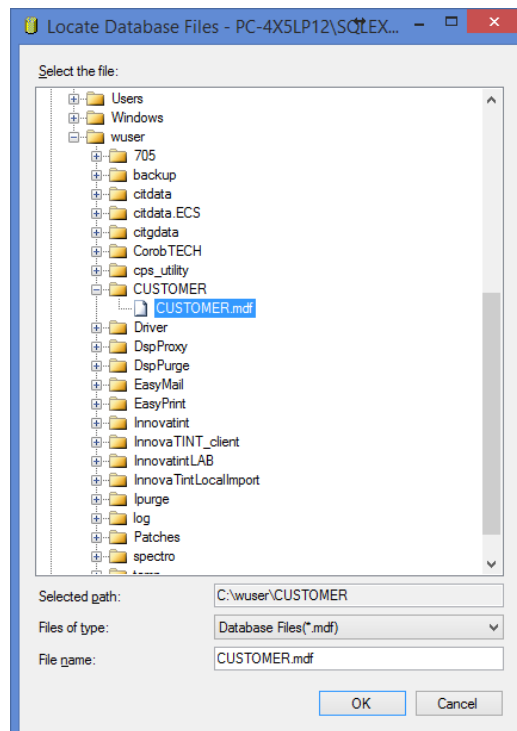 Locate Database Files - PC-4X5LP12\SQLEX...
Select the file:
Users
Windows
wuser
705
backup
citdata
citdata.ECS
citgdata
CorobTECH
cps_utility
CUSTOMER
CUSTOMER.mdf
Driver
DspProxy
DspPurge
EasyMail
EasyPrint
Innovatint
InnovaTINT_client
InnovatintLAB
InnovaTintLocalImport
Ipurge
log
Patches
spectro
Selected path: C:\wuser\CUSTOMER
Files of type: Database Files(*.mdf)
File name: CUSTOMER.mdf
OK Cancel